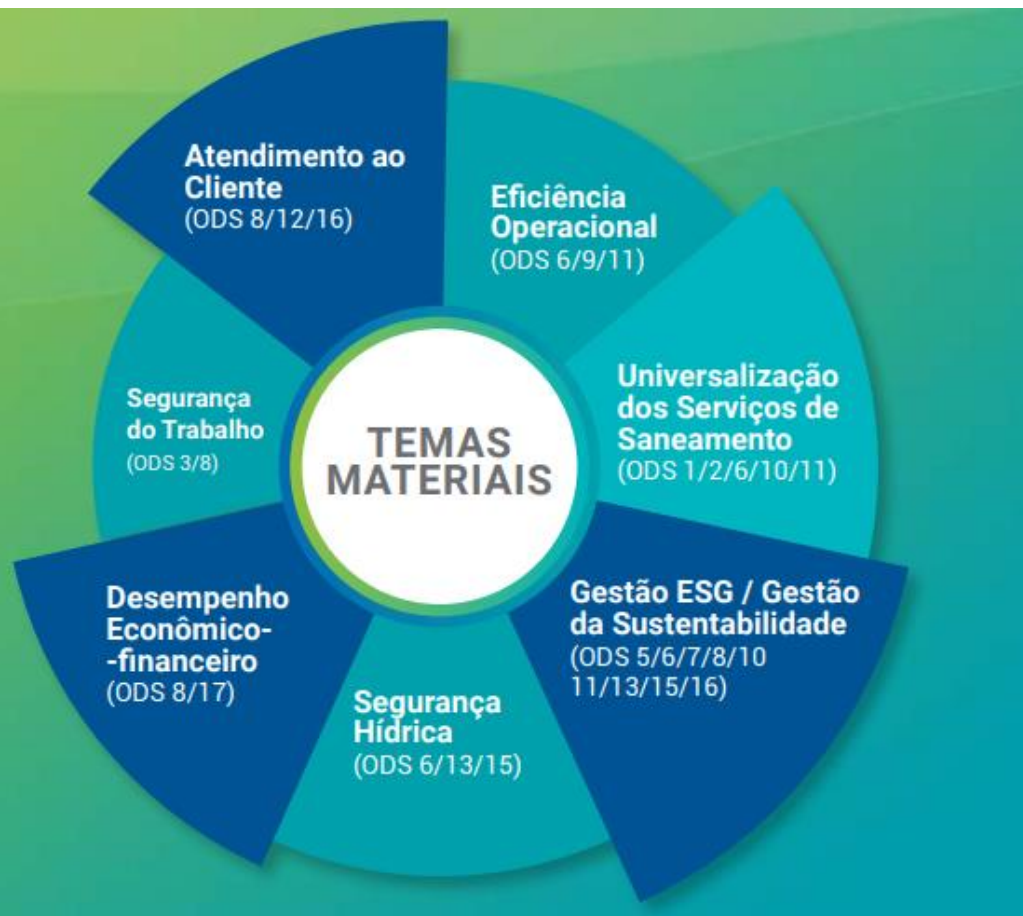 Atendimento ao
Cliente
(ODS 8/12/16)
Eficiência
Operacional
(ODS 6/9/11)
Universalização
dos Serviços de
Saneamento
(ODS 1/2/6/10/11)
Gestão ESG / Gestão
da Sustentabilidade
(ODS 5/6/7/8/10
11/13/15/16)
Segurança
Hídrica
(ODS 6/13/15)
Desempenho
Econômico-
-financeiro
(ODS 8/17)
Segurança
do Trabalho
(ODS 3/8)
TEMAS
MATERIAIS